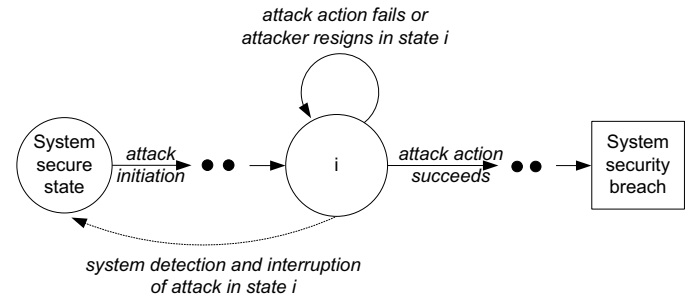 attack action fails or
attacker resigns in state i
System
secure
state
attack
initiation
i
attack action
succeeds
System
security
breach
system detection and interruption
of attack in state i